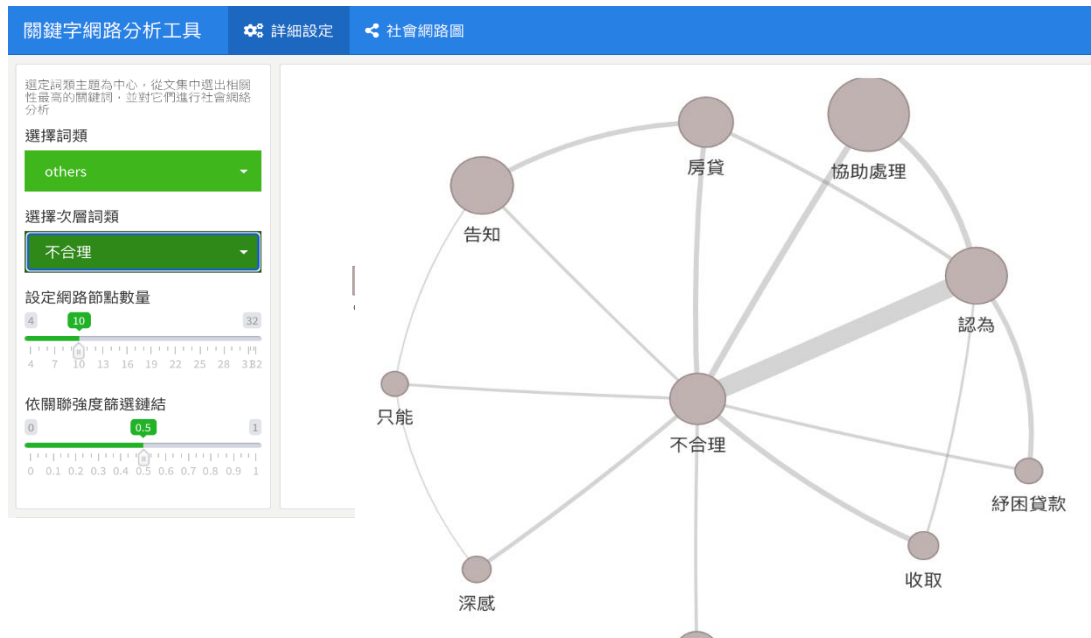 關鍵字網路分析工具 詳細設定 社會網路圖
選定詞類主題為中心,從文集中選出相關
性最高的關鍵詞,並對它們進行社會網絡
分析
選擇詞類
others
選擇次層詞類
不合理
設定網路節點數量
4 10 32
4 7 10 13 16 19 22 25 28 3132
依關聯強度篩選鏈結
0 0.5 1
0 0.1 0.2 0.3 0.4 0.5 0.6 0.7 0.8 0.9 1
房貸
協助處理
告知
認為
只能
不合理
紓困貸款
收取
深感